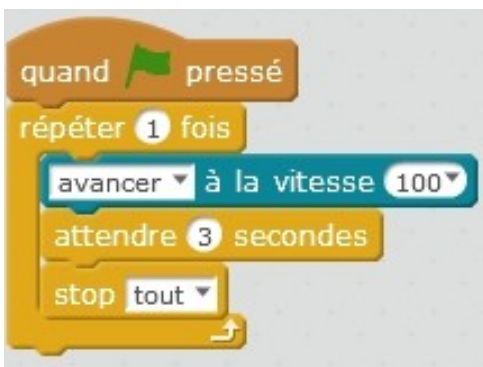 quand pressé
répéter 1 fois
avancer à la vitesse 100
attendre 3 secondes
stop tout